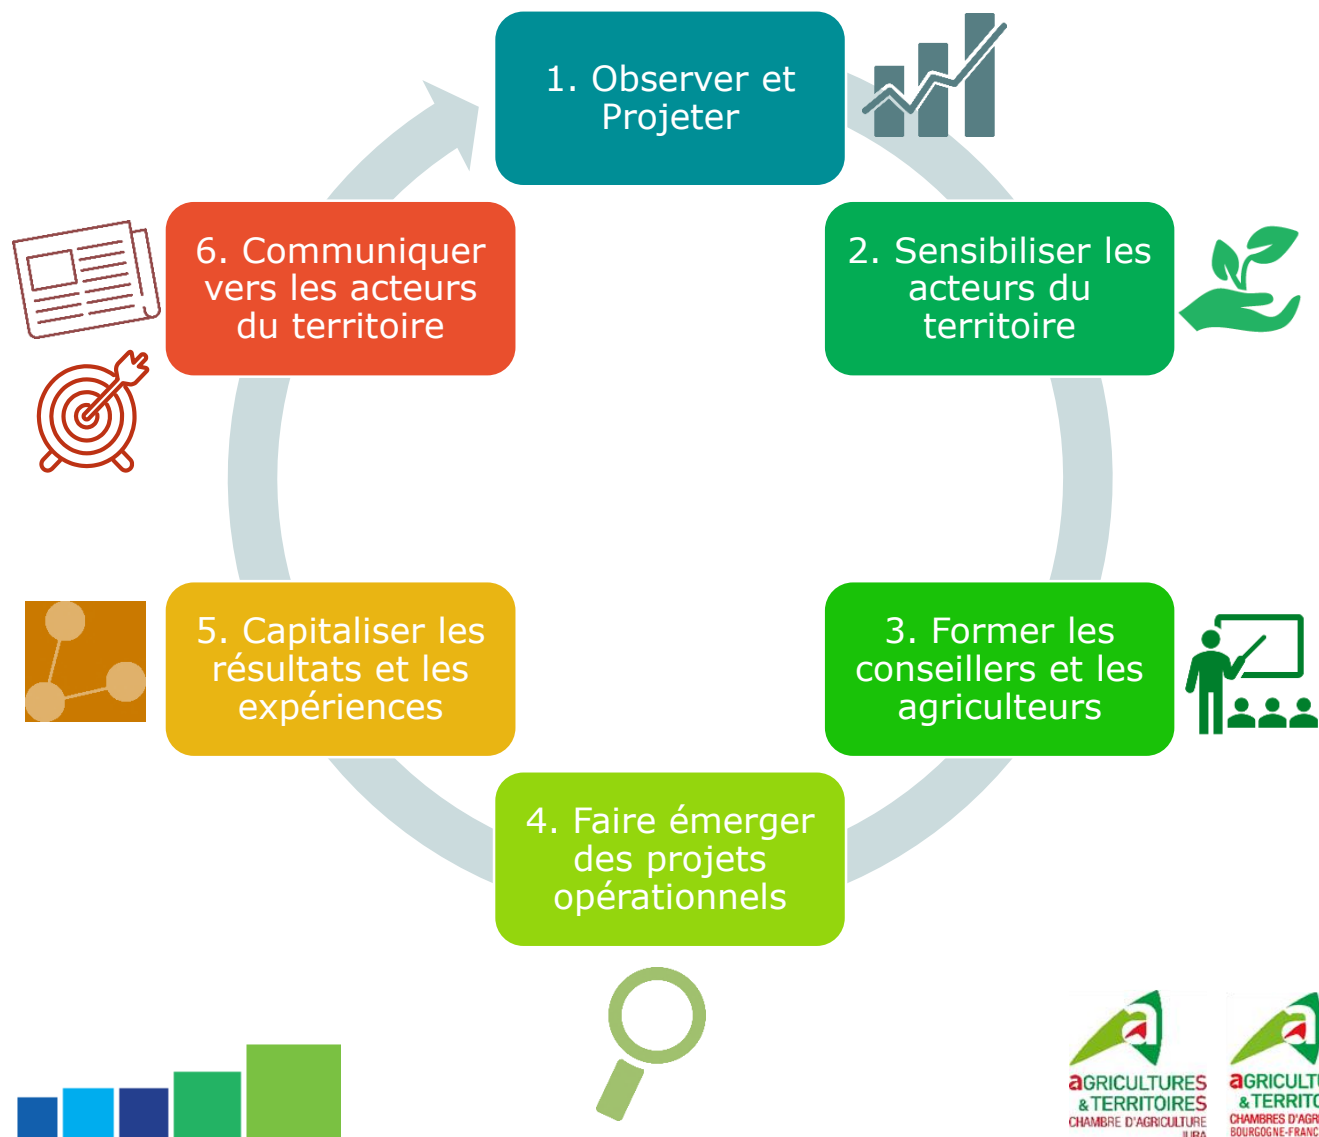 1. Observer et
Projeter
2. Sensibiliser les
acteurs du
territoire
3. Former les
conseillers et les
agriculteurs
4. Faire émerger
des projets
opérationnels
5. Capitaliser les
résultats et les
expériences
6. Communiquer
vers les acteurs
du territoire
aGRICULTURES
& TERRITOIRES
CHAMBRE D'AGRICULTURE
JURA
&